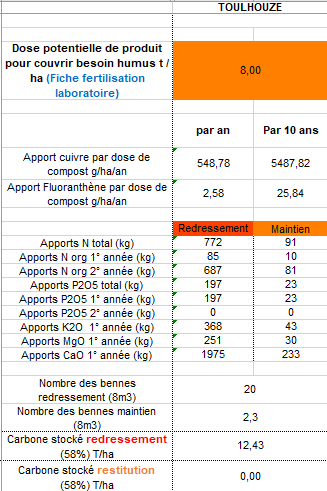 TOULHOUZE
Dose potentielle de produit
pour couvrir besoin humus t /
ha (Fiche fertilisation
laboratoire)
8,00
par an
Par 10 ans
Apport cuivre par dose de
compost g/ha/an
548,78
5487,82
Apport Fluoranthène par dose de
compost g/ha/an
2,58
25,84
Redressement
Maintien
Apports N total (kg) 772 91
Apports N org 1° année (kg) 85 10
Apports N org 2° année (kg) 687 81
Apports P2O5 total (kg) 197 23
Apports P2O5 1° année (kg) 197 23
Apports P2O5 2° année (kg) 0 0
Apports K2O 1° année (kg) 368 43
Apports MgO 1° année (kg) 251 30
Apports CaO 1° année (kg) 1975 233
Nombre des bennes
redressement (8m3)
20
Nombre des bennes maintien
(8m3)
2,3
Carbone stocké redressement
(58%) T/ha
12,43
Carbone stocké restitution
(58%) T/ha
0,00